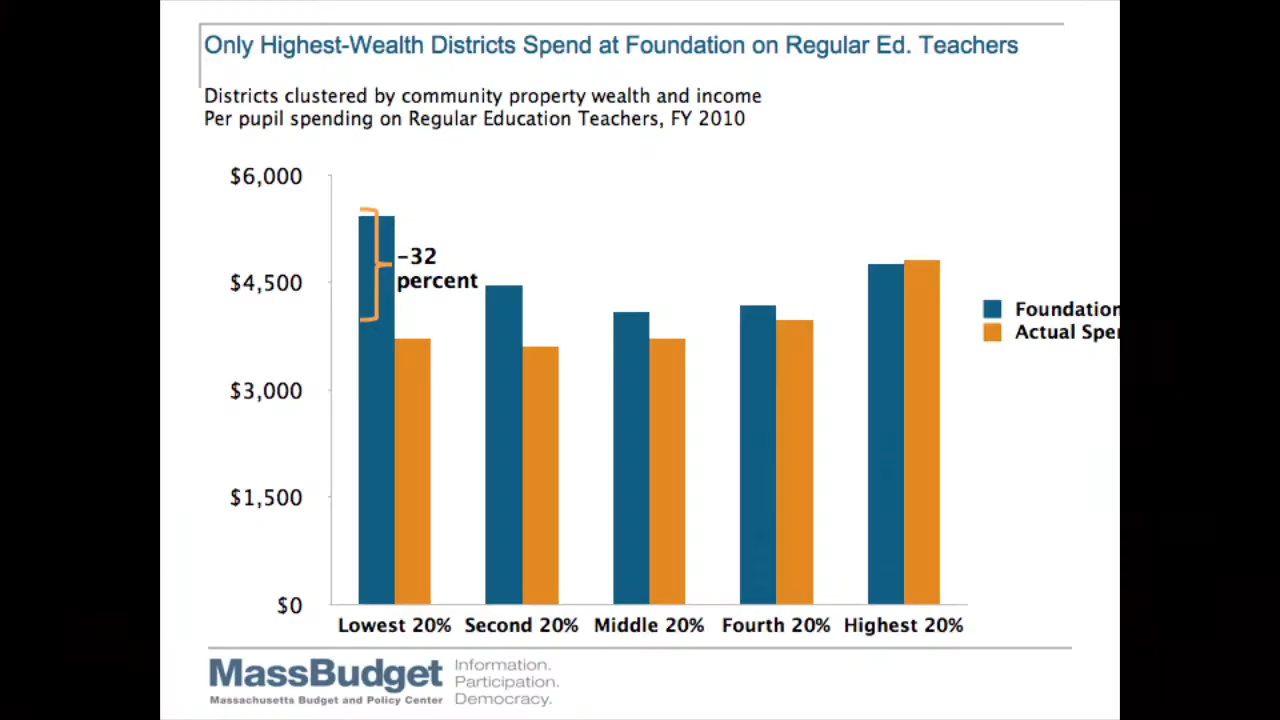 Only Highest-Wealth Districts Spend at Foundation on Regular Ed. Teachers
Districts clustered by community property wealth and income
Per pupil spending on Regular Education Teachers, FY 2010
$6,000
$4,500
$3,000
$1,500
$0
-32
percent
Foundation
Actual Spe
Lowest 20% Second 20% Middle 20% Fourth 20% Highest 20%
MassBudget
Massachusetts Budget and Policy Center
Information.
Participation.
Democracy.